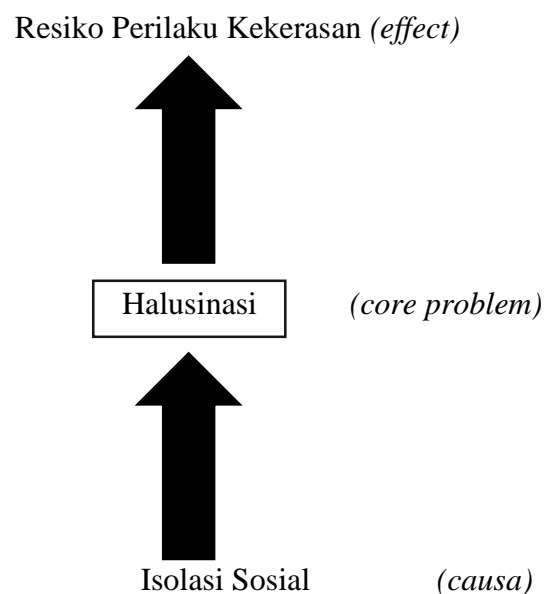 Resiko Perilaku Kekerasan (effect)
Halusinasi (core problem)
Isolasi Sosial (causa)